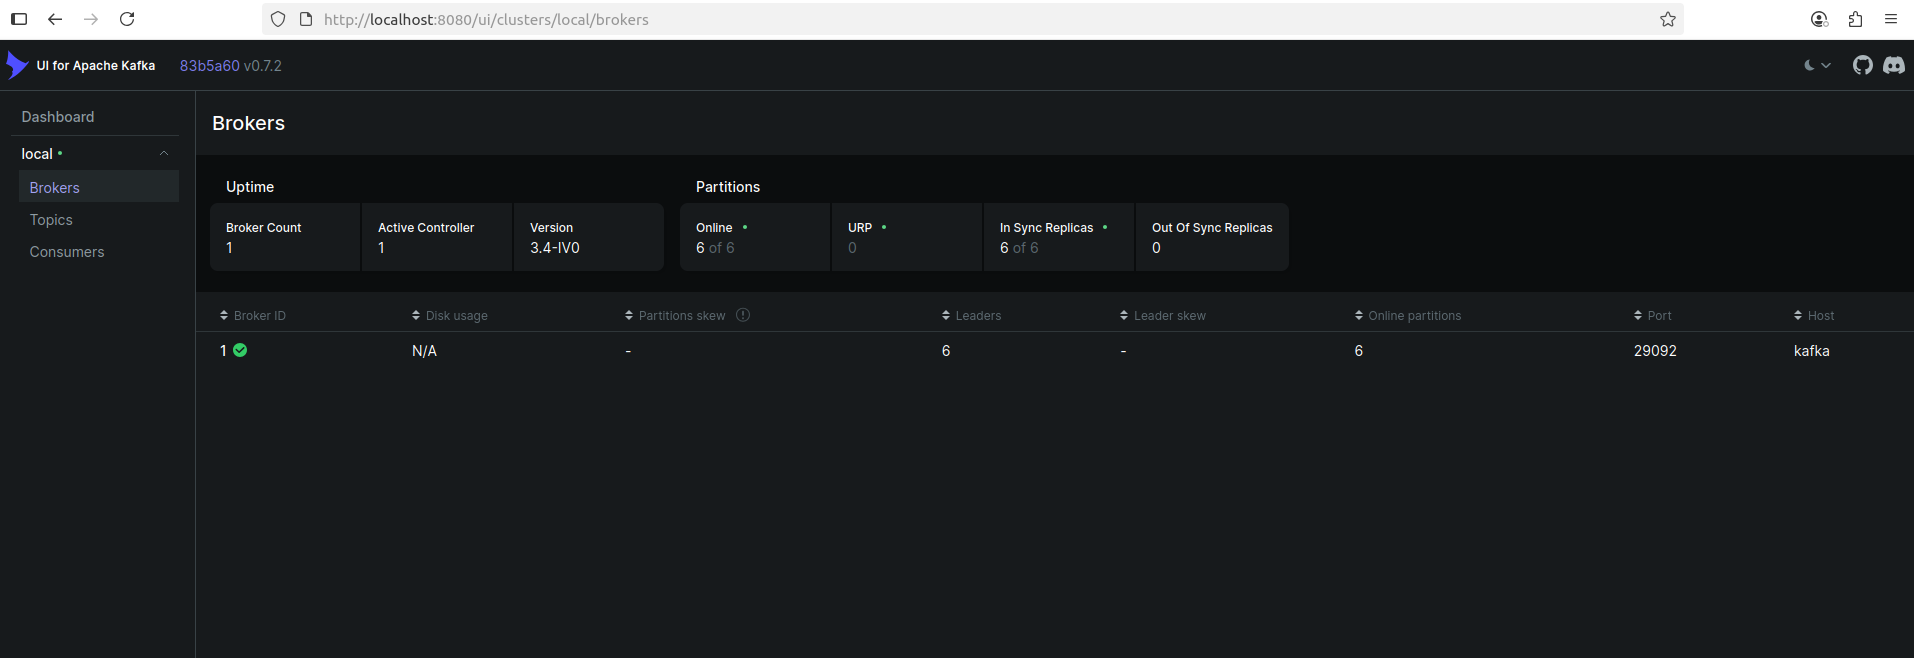 http://localhost:8080/ui/clusters/local/brokers
UI for Apache Kafka 83b5a60 v0.7.2
Dashboard
local
Brokers
Topics
Consumers
Brokers
Uptime
Broker Count
1
Active Controller
1
Version
3.4-IV0
Partitions
Online
6 of 6
URP
0
In Sync Replicas
6 of 6
Out Of Sync Replicas
0
Broker ID Disk usage Partitions skew Leaders Leader skew Online partitions Port Host
1 N/A - 6 - 6 29092 kafka